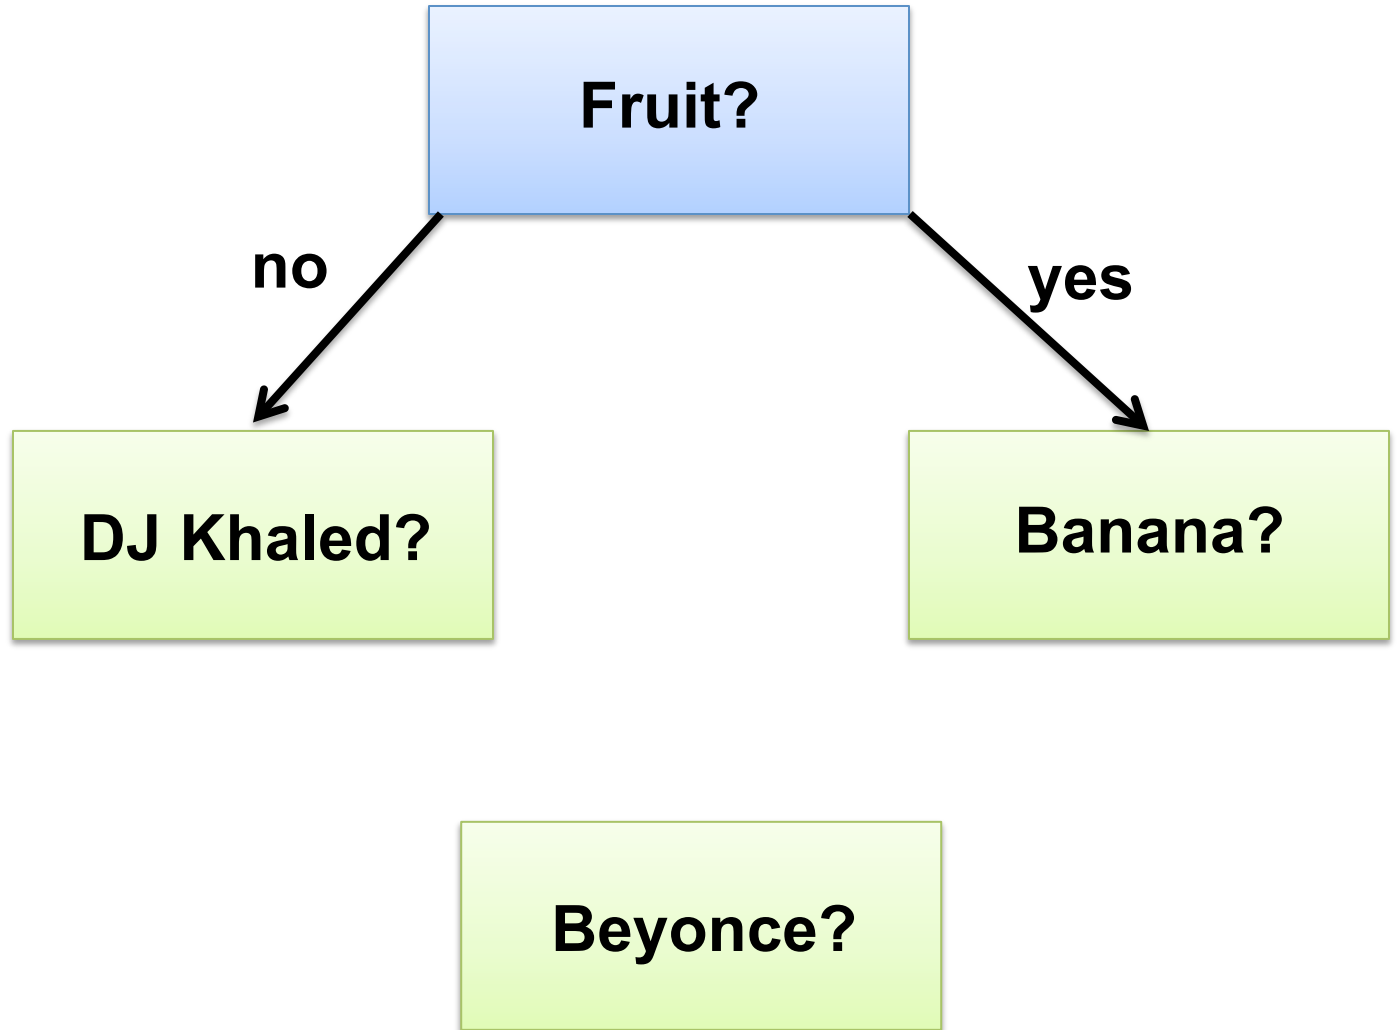 Fruit?
no
yes
DJ Khaled?
Banana?
Beyonce?